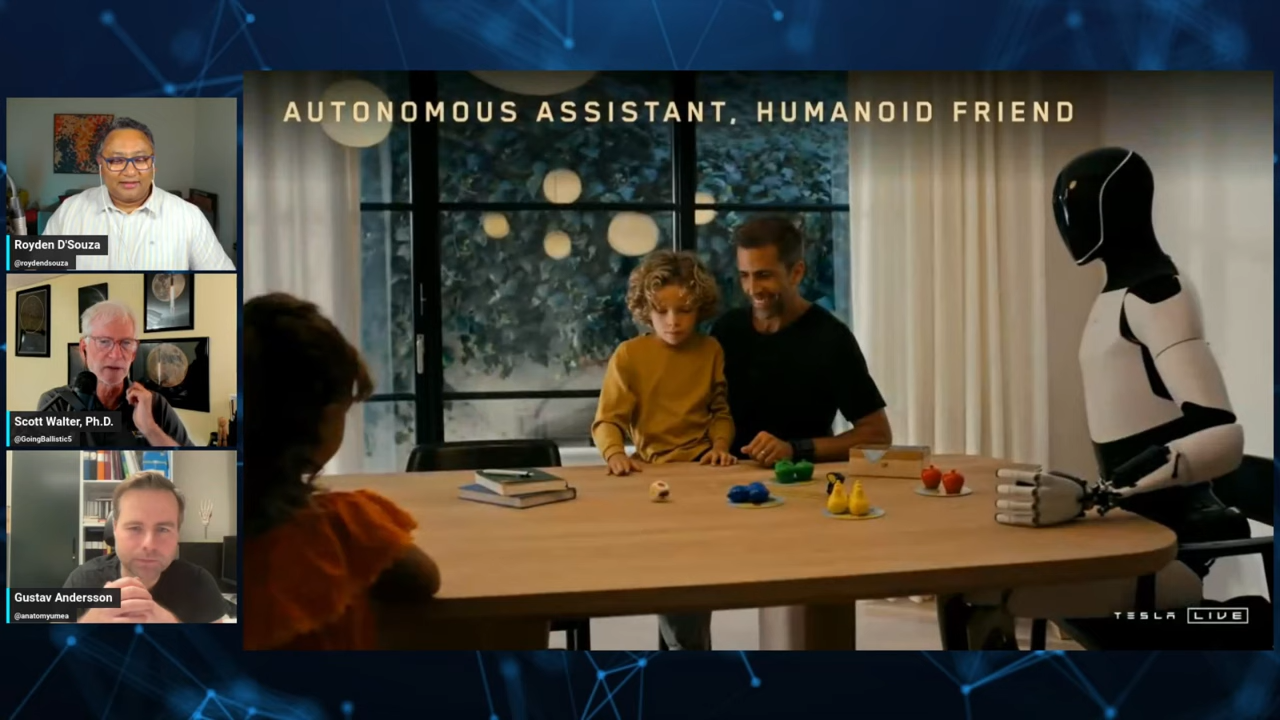 AUTONOMOUS ASSISTANT, HUMANOID FRIEND
Royden D'Souza
@roydendsouza
Scott Walter, Ph.D.
@GoingBallistic5
Gustav Andersson
@anatomyumea
TESLA LIVE